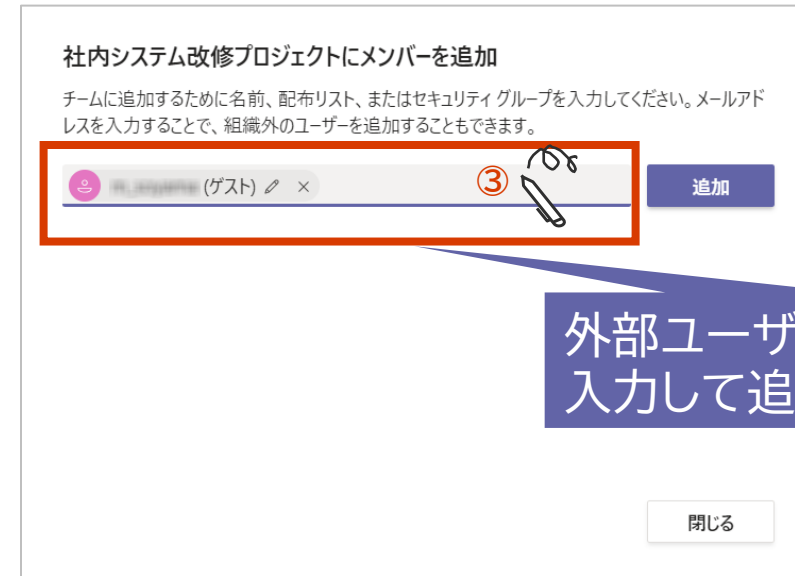 社内システム改修プロジェクトにメンバーを追加
チームに追加するために名前、配布リスト、またはセキュリティ グループを入力してください。メールアド
レスを入力することで、組織外のユーザーを追加することもできます。
(ゲスト)
③
追加
外部ユーザ
入力して追
閉じる